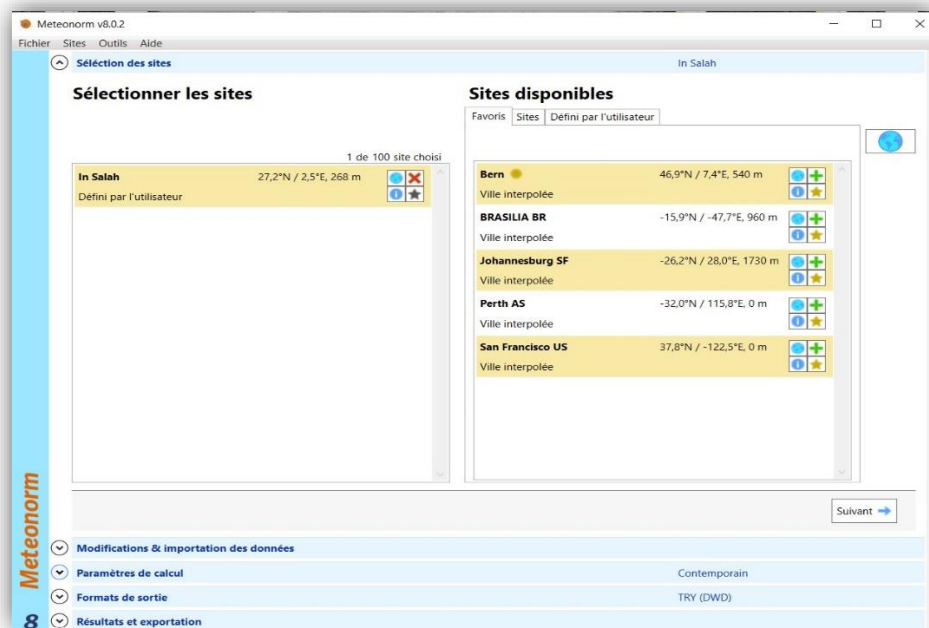 Meteonorm v8.0.2
Fichier Sites Outils Aide
Séléction des sites In Salah
Sélectionner les sites
Sites disponibles
Favoris Sites Défini par l'utilisateur
1 de 100 site choisi
In Salah 27,2°N / 2,5°E, 268 m
Défini par l'utilisateur
Bern 46,9°N / 7,4°E, 540 m
Ville interpolée
BRASILIA BR -15,9°N / -47,7°E, 960 m
Ville interpolée
Johannesburg SF -26,2°N / 28,0°E, 1730 m
Ville interpolée
Perth AS -32,0°N / 115,8°E, 0 m
Ville interpolée
San Francisco US 37,8°N / -122,5°E, 0 m
Ville interpolée
Suivant
Modifications & importation des données
Paramètres de calcul Contemporain
Formats de sortie TRY (DWD)
Résultats et exportation
Meteonorm 8